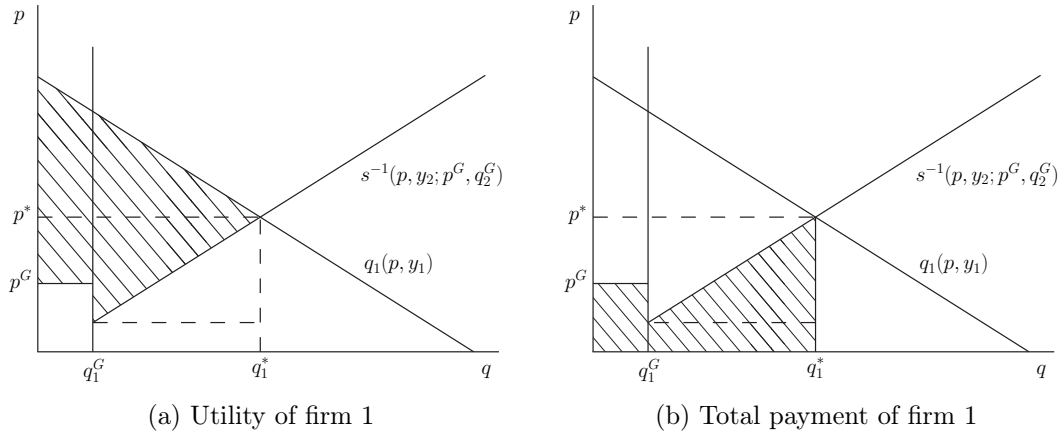 p
s^{-1}(p, y_2; p^G, q_2^G)
p^*
q_1(p, y_1)
p^G
q_1^G
q_1^*
q
(a) Utility of firm 1
p
s^{-1}(p, y_2; p^G, q_2^G)
p^*
q_1(p, y_1)
p^G
q_1^G
q_1^*
q
(b) Total payment of firm 1